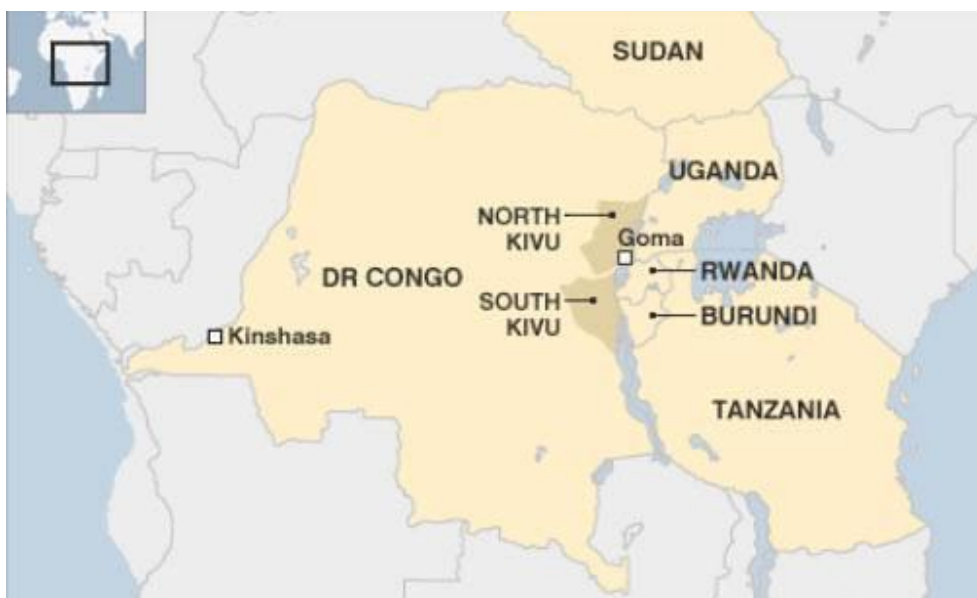 SUDAN
UGANDA
NORTH
KIVU
Goma
DR CONGO
RWANDA
SOUTH
KIVU
BURUNDI
Kinshasa
TANZANIA